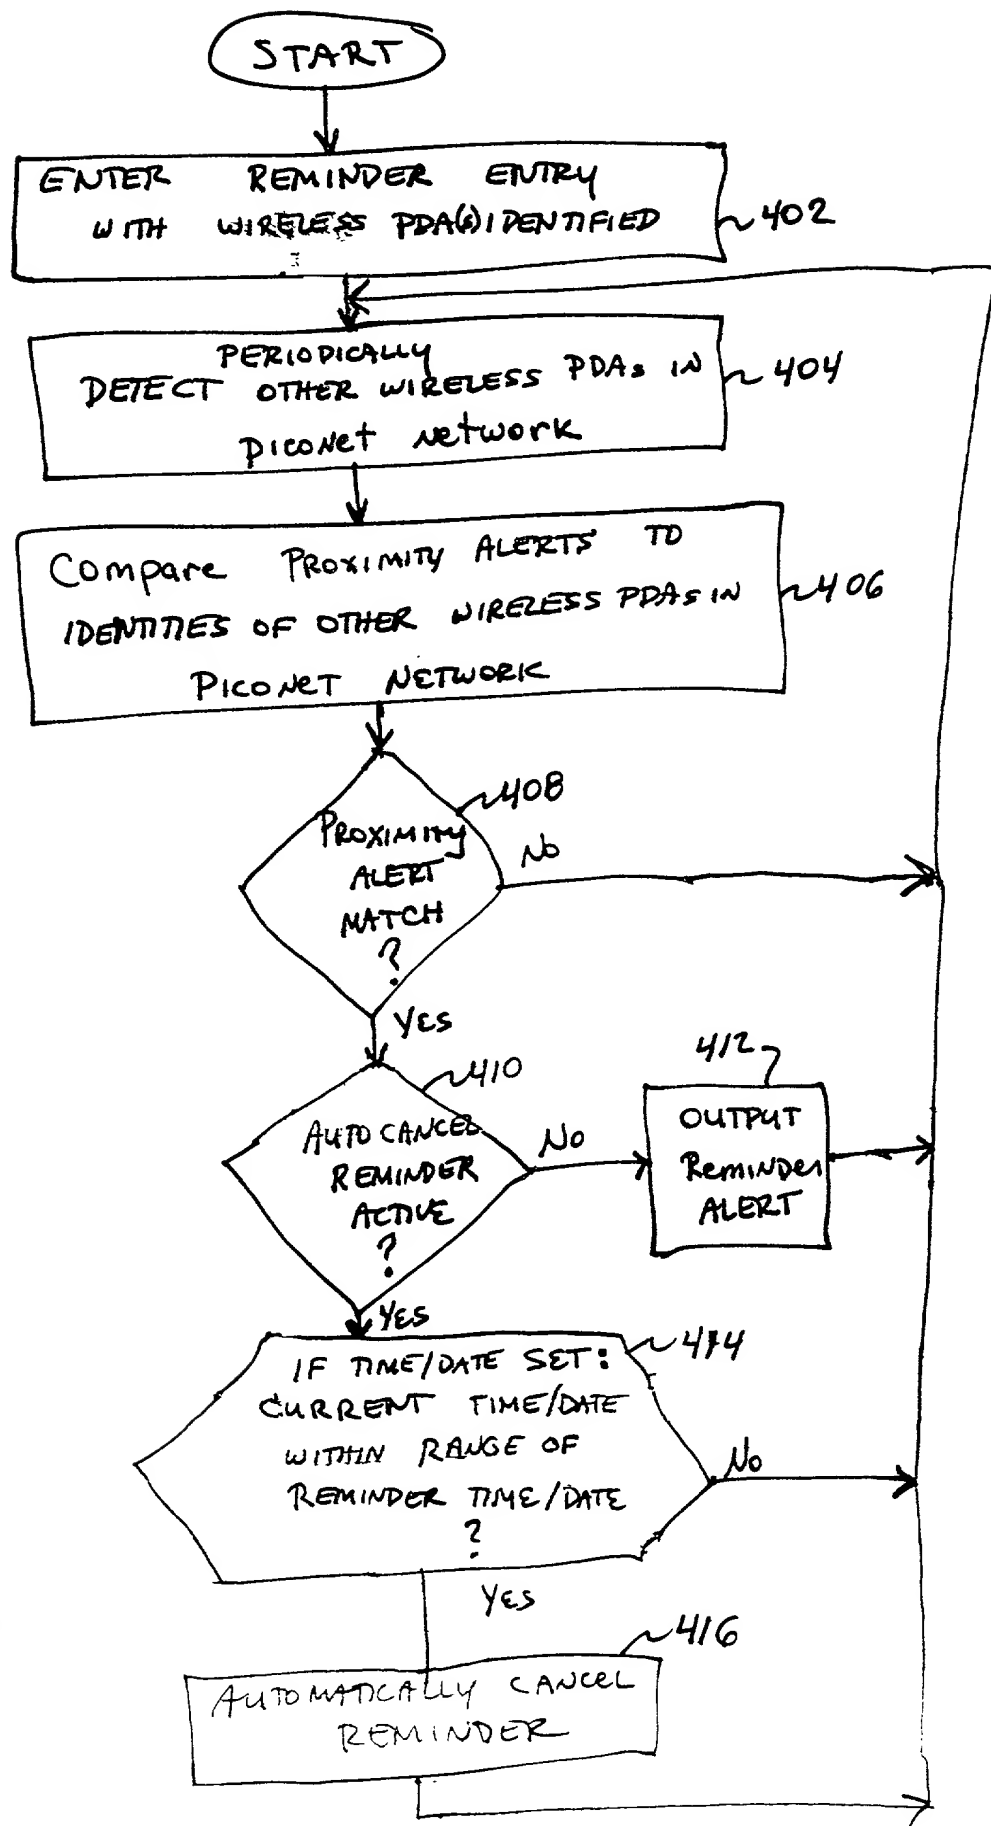 START
ENTER REMINDER ENTRY
WITH WIRELESS PDA(s) IDENTIFIED
402
PERIODICALLY
DETECT OTHER WIRELESS PDAs IN
PICONET NETWORK
404
Compare PROXIMITY ALERTS TO
IDENTITIES OF OTHER WIRELESS PDAs IN
PICONET NETWORK
406
408
PROXIMITY
ALERT
MATCH
?
No
YES
410
AUTO CANCEL
REMINDER
ACTIVE
?
No
412
OUTPUT
Reminder
ALERT
YES
414
IF TIME/DATE SET:
CURRENT TIME/DATE
WITHIN RANGE OF
REMINDER TIME/DATE
?
No
YES
416
AUTOMATICALLY CANCEL
REMINDER